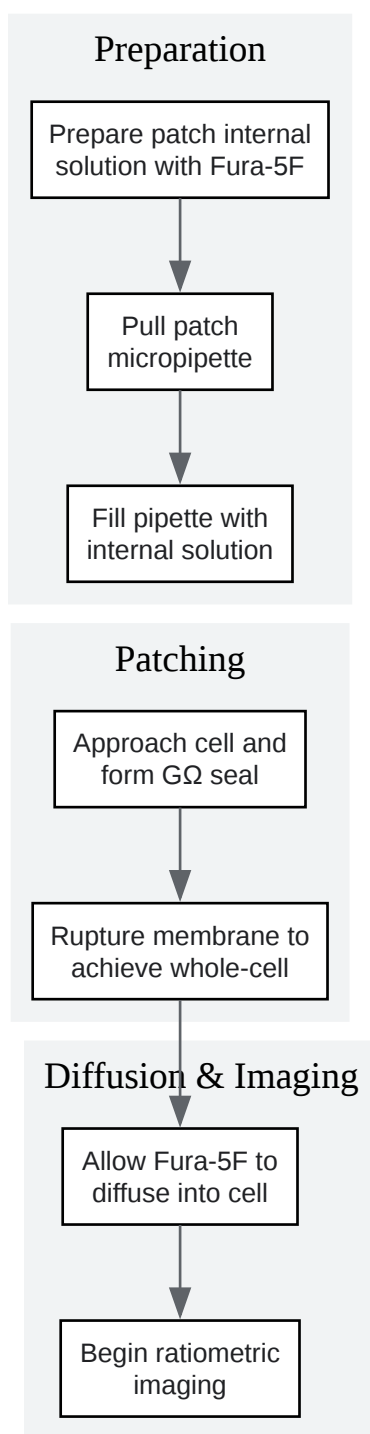 Preparation
Prepare patch internal
solution with Fura-5F
Pull patch
micropipette
Fill pipette with
internal solution
Patching
Approach cell and
form GΩ seal
Rupture membrane to
achieve whole-cell
Diffusion & Imaging
Allow Fura-5F to
diffuse into cell
Begin ratiometric
imaging